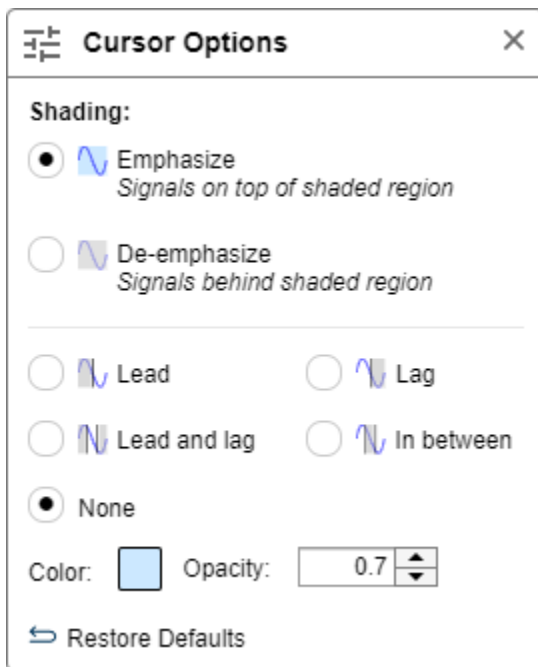 Cursor Options
Shading:
Emphasize
Signals on top of shaded region
De-emphasize
Signals behind shaded region
Lead
Lag
Lead and lag
In between
None
Color:
Opacity:
0.7
Restore Defaults